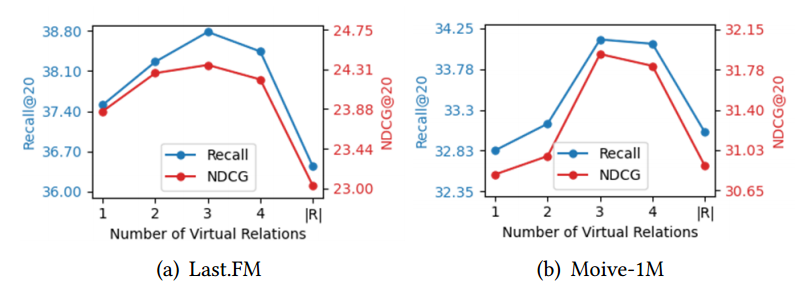 38.80
38.10
37.40
36.70
36.00
Recall@20
24.75
24.31
23.88
23.44
23.00
NDCG@20
Recall
NDCG
1 2 3 4 |R|
Number of Virtual Relations
(a) Last.FM
34.25
33.78
33.3
32.83
32.35
Recall@20
32.15
31.78
31.40
31.03
30.65
NDCG@20
Recall
NDCG
1 2 3 4 |R|
Number of Virtual Relations
(b) Moive-1M